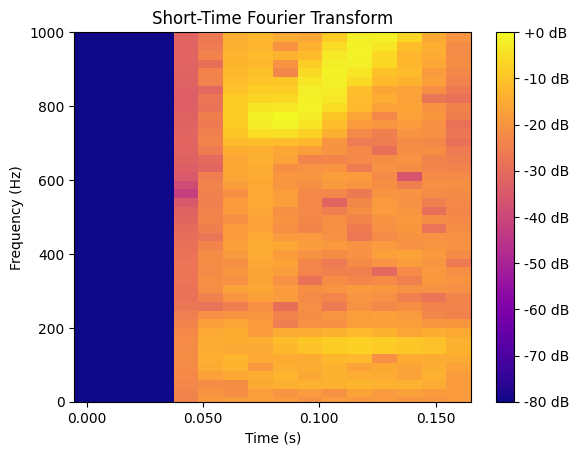 Short-Time Fourier Transform
1000
800
600
400
200
0
Frequency (Hz)
0.000
0.050
0.100
0.150
Time (s)
+0 dB
-10 dB
-20 dB
-30 dB
-40 dB
-50 dB
-60 dB
-70 dB
-80 dB